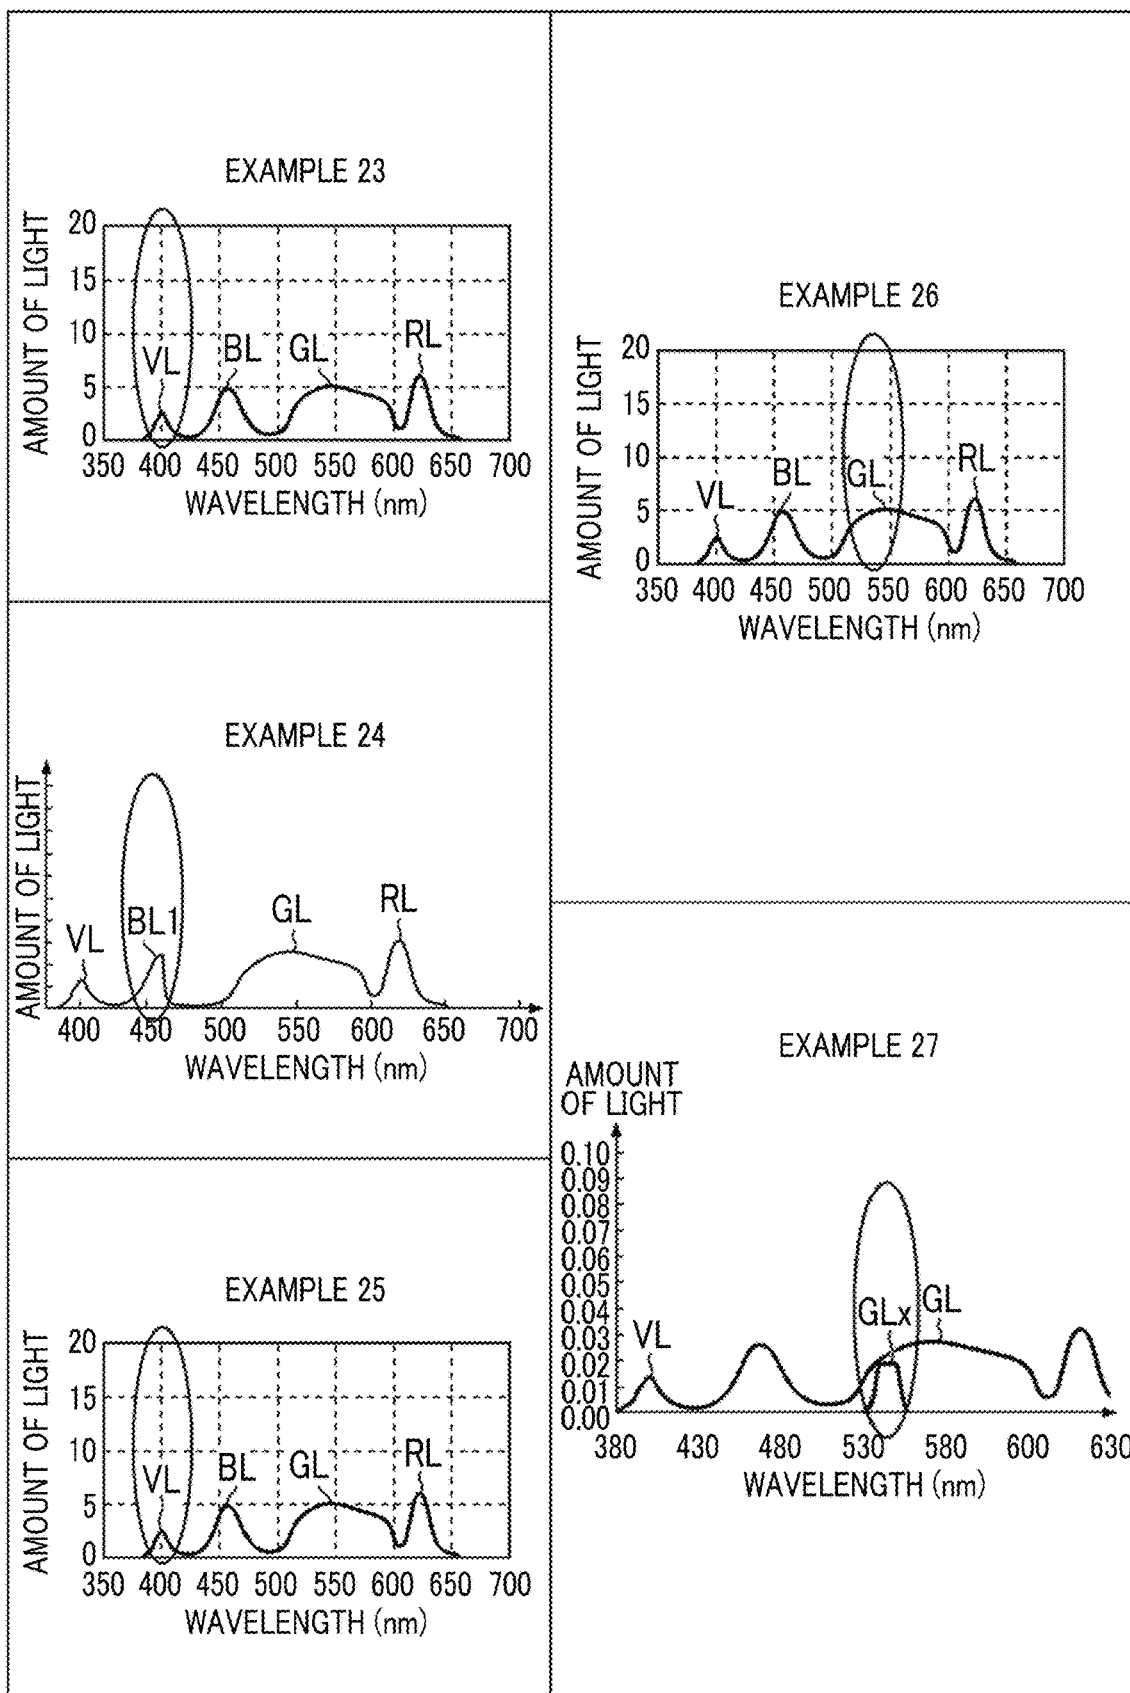 EXAMPLE 23
AMOUNT OF LIGHT
20
15
10
5
0
VL
BL
GL
RL
350 400 450 500 550 600 650 700
WAVELENGTH (nm)
EXAMPLE 24
AMOUNT OF LIGHT
VL
BL1
GL
RL
400 450 500 550 600 650 700
WAVELENGTH (nm)
EXAMPLE 25
AMOUNT OF LIGHT
20
15
10
5
0
VL
BL
GL
RL
350 400 450 500 550 600 650 700
WAVELENGTH (nm)
EXAMPLE 26
AMOUNT OF LIGHT
20
15
10
5
0
VL
BL
GL
RL
350 400 450 500 550 600 650 700
WAVELENGTH (nm)
EXAMPLE 27
AMOUNT
OF LIGHT
0.10
0.09
0.08
0.07
0.06
0.05
0.04
0.03
0.02
0.01
0.00
VL
GLx
GL
380 430 480 530 580 600 630
WAVELENGTH (nm)